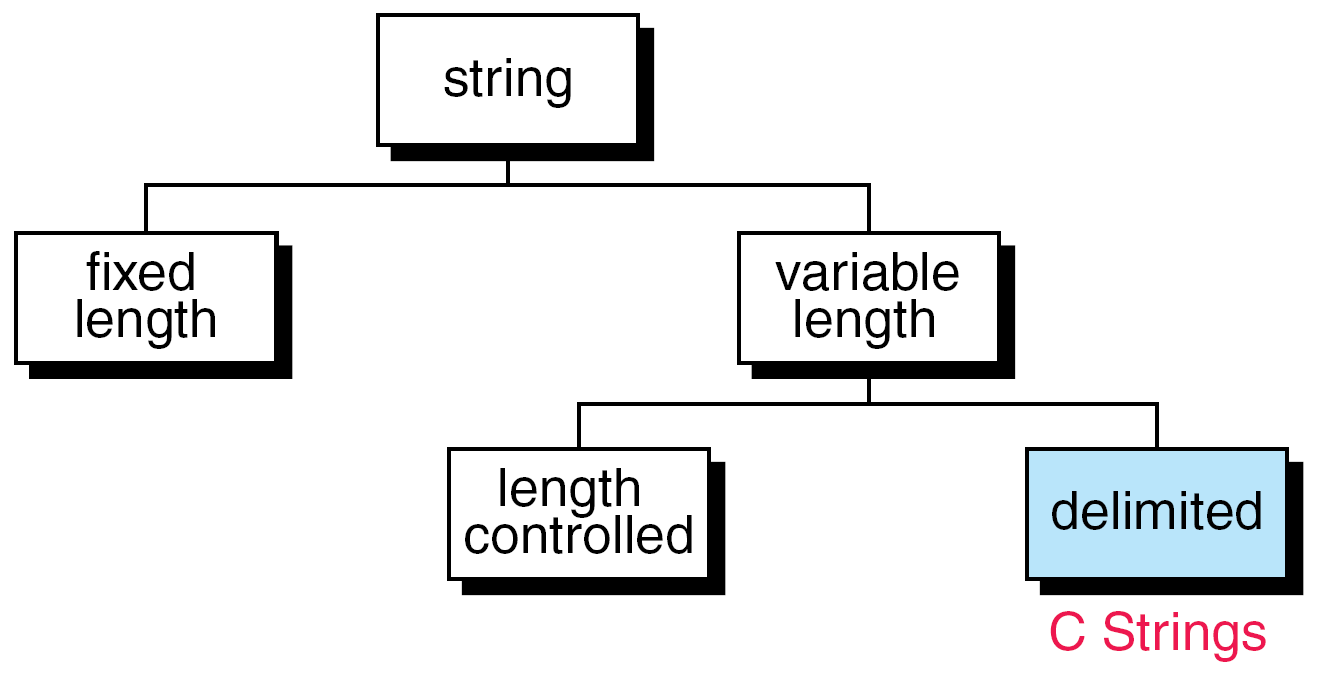 string
fixed
length
variable
length
length
controlled
delimited
C Strings